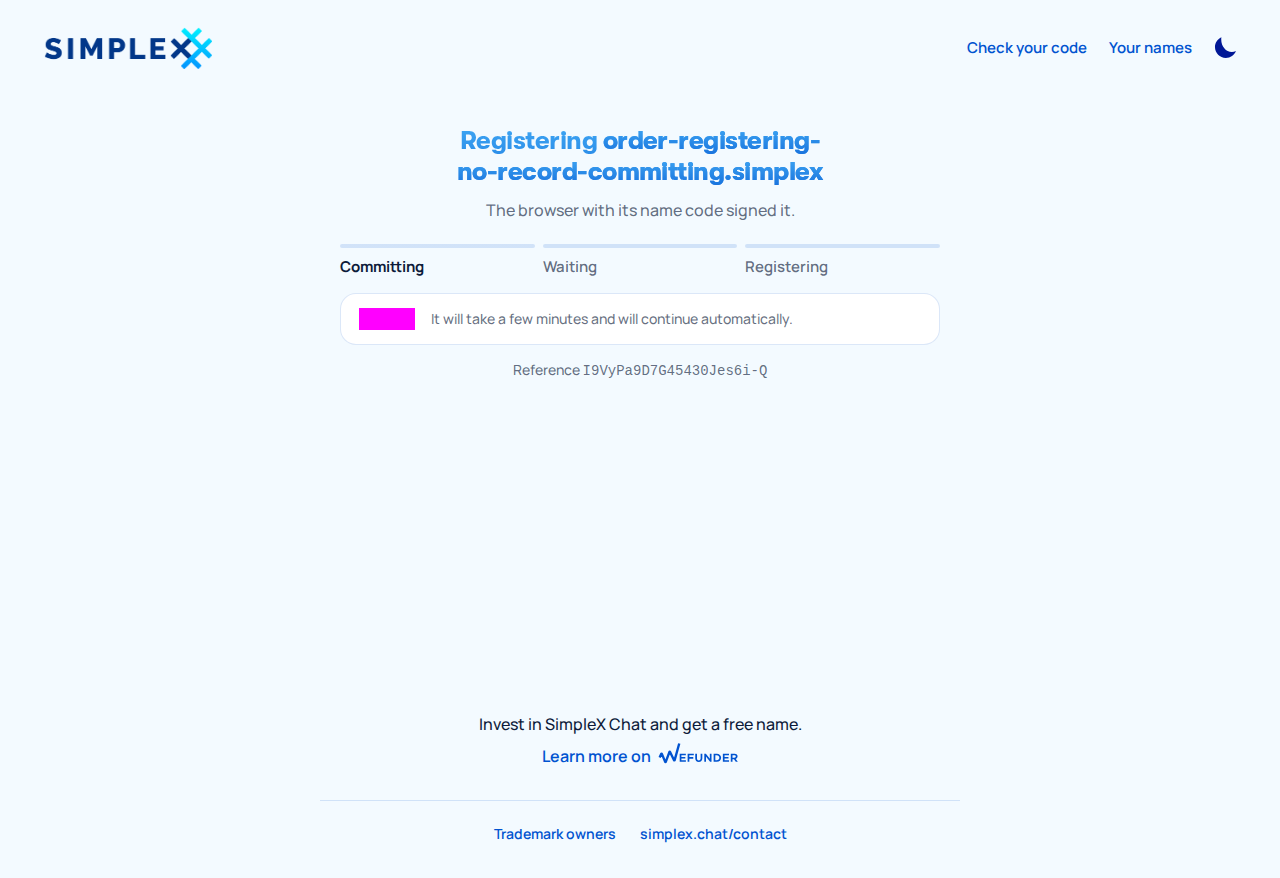 SIMPLEX
Check your code
Your names
Registering order-registering-
no-record-committing.simplex
The browser with its name code signed it.
Committing
Waiting
Registering
It will take a few minutes and will continue automatically.
Reference I9VyPa9D7G45430Jes6i-Q
Invest in SimpleX Chat and get a free name.
Learn more on WEFUNDER
Trademark owners
simplex.chat/contact